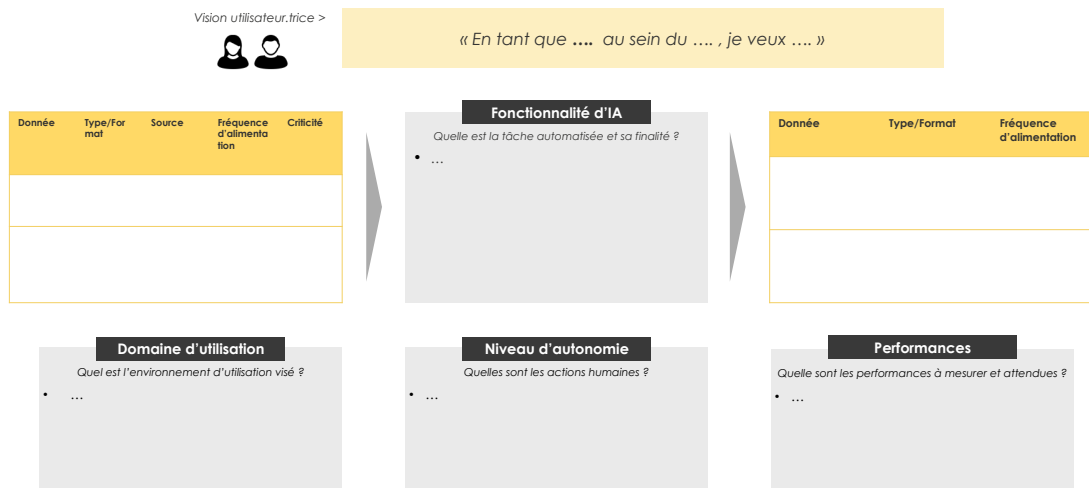 Vision utilisateur.trice >
« En tant que .... au sein du .... , je veux .... »
Donnée
Type/For
mat
Source
Fréquence
d'alimenta
tion
Criticité
Fonctionnalité d'IA
Quelle est la tâche automatisée et sa finalité ?
• ...
Donnée
Type/Format
Fréquence
d'alimentation
Domaine d'utilisation
Quel est l'environnement d'utilisation visé ?
• ...
Niveau d'autonomie
Quelles sont les actions humaines ?
• ...
Performances
Quelle sont les performances à mesurer et attendues ?
• ...